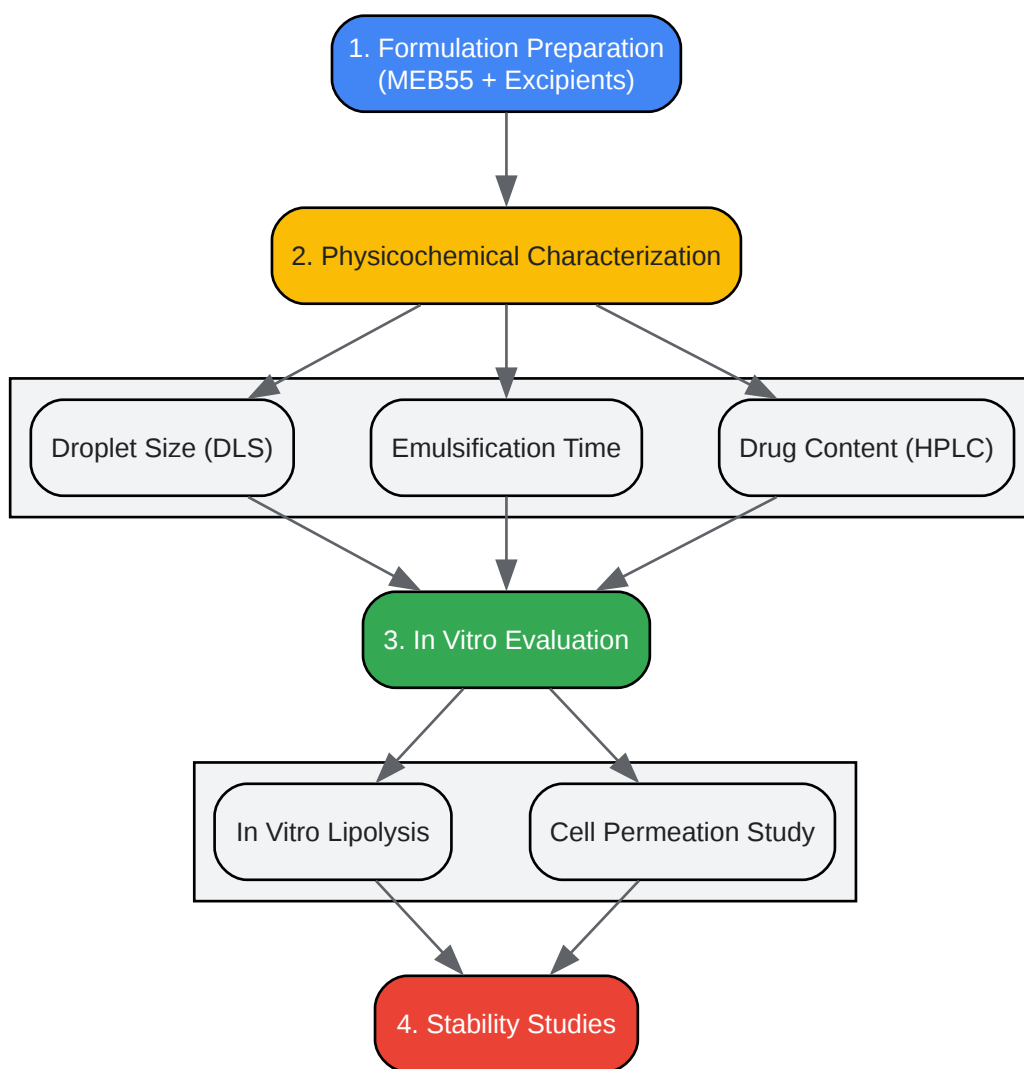 1. Formulation Preparation
(MEB55 + Excipients)
2. Physicochemical Characterization
Droplet Size (DLS)
Emulsification Time
Drug Content (HPLC)
3. In Vitro Evaluation
In Vitro Lipolysis
Cell Permeation Study
4. Stability Studies